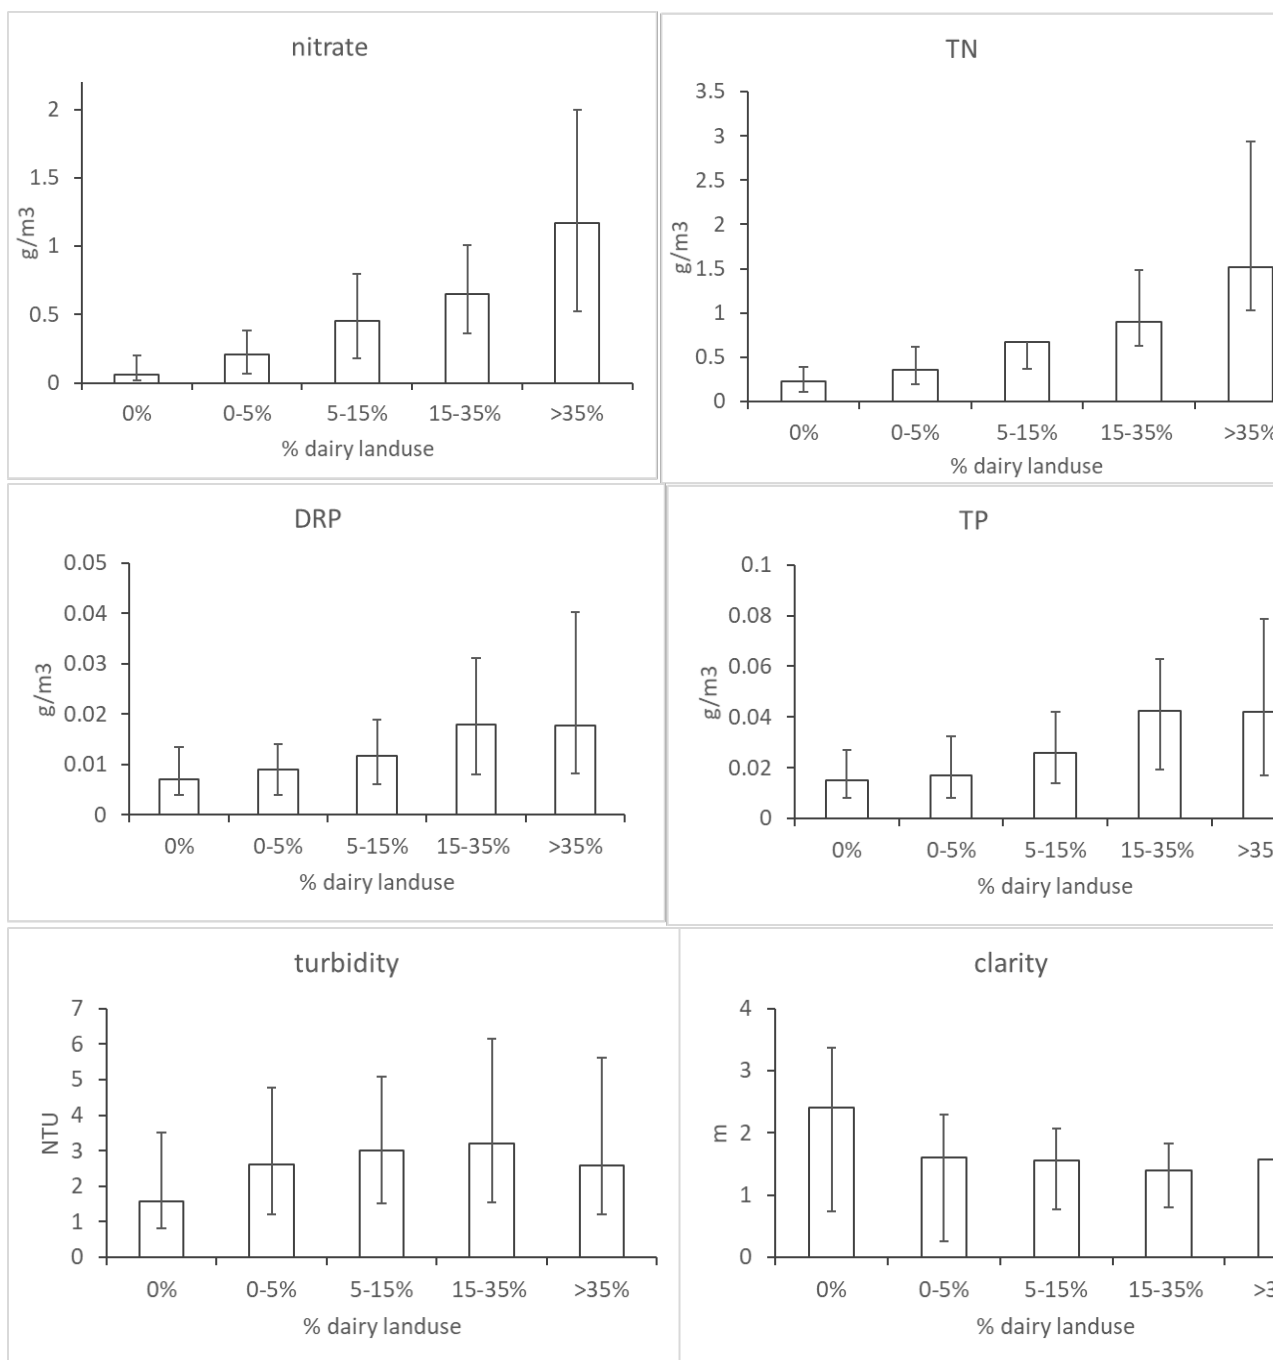 nitrate
2
1.5
1
0.5
0
g/m3
0% 0-5% 5-15% 15-35% >35%
% dairy landuse
TN
3.5
3
2.5
2
1.5
1
0.5
0
g/m3
0% 0-5% 5-15% 15-35% >35%
% dairy landuse
DRP
0.05
0.04
0.03
0.02
0.01
0
g/m3
0% 0-5% 5-15% 15-35% >35%
% dairy landuse
TP
0.1
0.08
0.06
0.04
0.02
0
g/m3
0% 0-5% 5-15% 15-35% >35
% dairy landuse
turbidity
7
6
5
4
3
2
1
0
NTU
0% 0-5% 5-15% 15-35% >35%
% dairy landuse
clarity
4
3
2
1
0
m
0% 0-5% 5-15% 15-35% >3
% dairy landuse